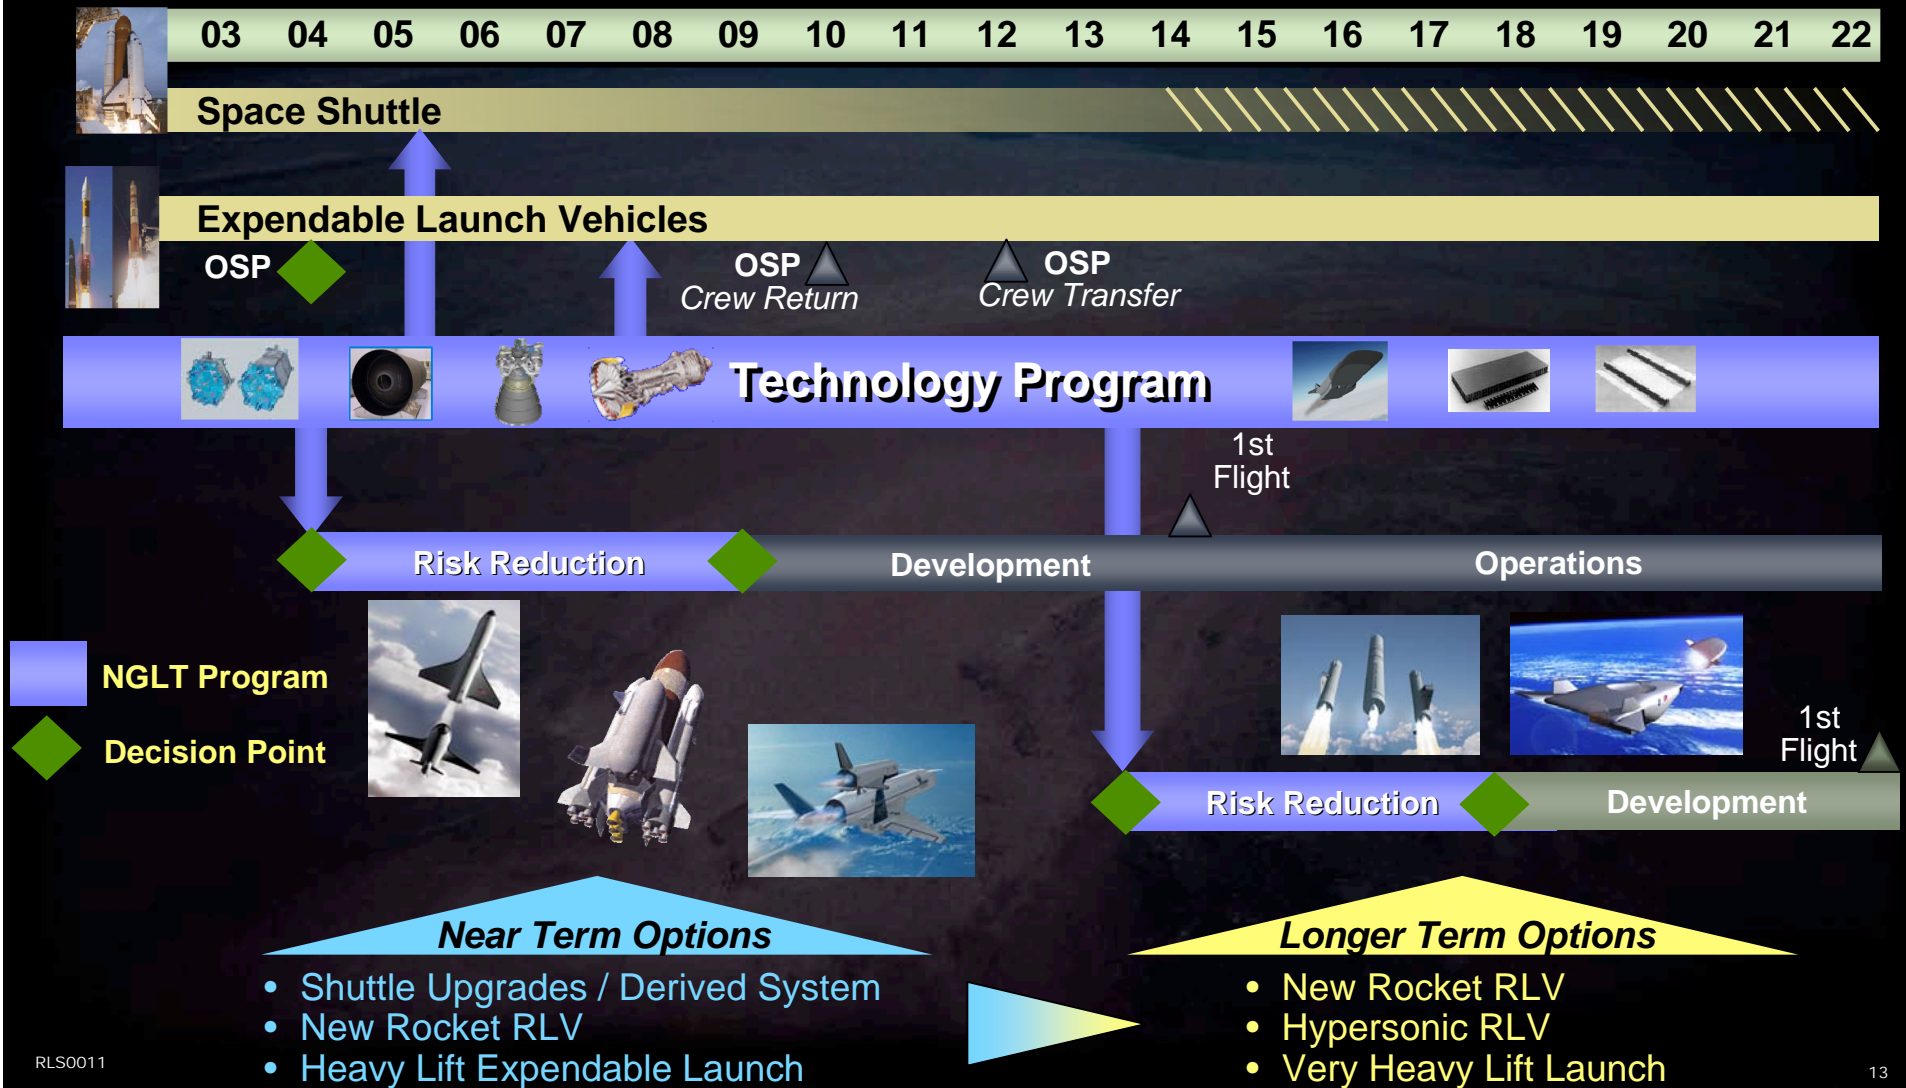 03 04 05 06 07 08 09 10 11 12 13 14 15 16 17 18 19 20 21 22
Space Shuttle
Expendable Launch Vehicles
OSP
OSP
Crew Return
OSP
Crew Transfer
Technology Program
1st
Flight
Risk Reduction
Development
Operations
NGLT Program
Decision Point
1st
Flight
Risk Reduction
Development
Near Term Options
• Shuttle Upgrades / Derived System
• New Rocket RLV
• Heavy Lift Expendable Launch
Longer Term Options
• New Rocket RLV
• Hypersonic RLV
• Very Heavy Lift Launch
RLS0011
13